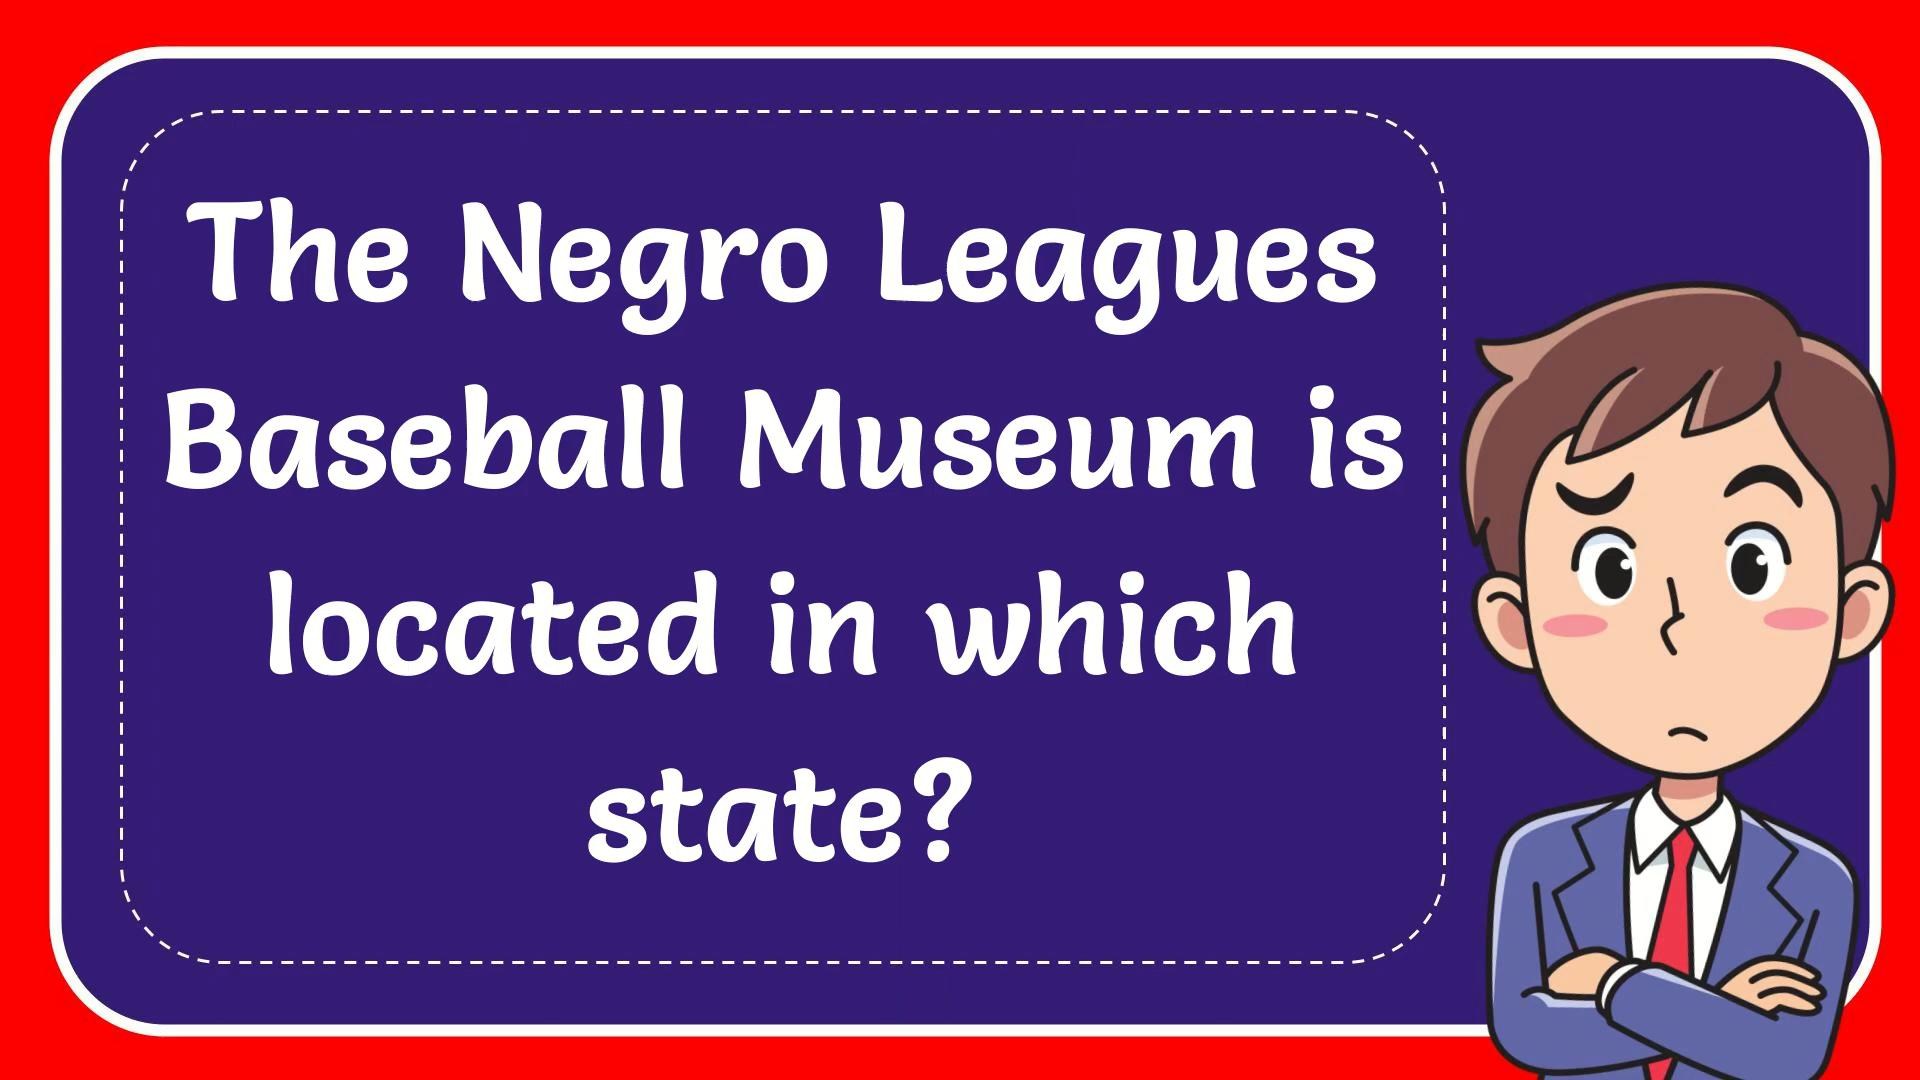 The Negro Leagues
Baseball Museum is
located in which
state?